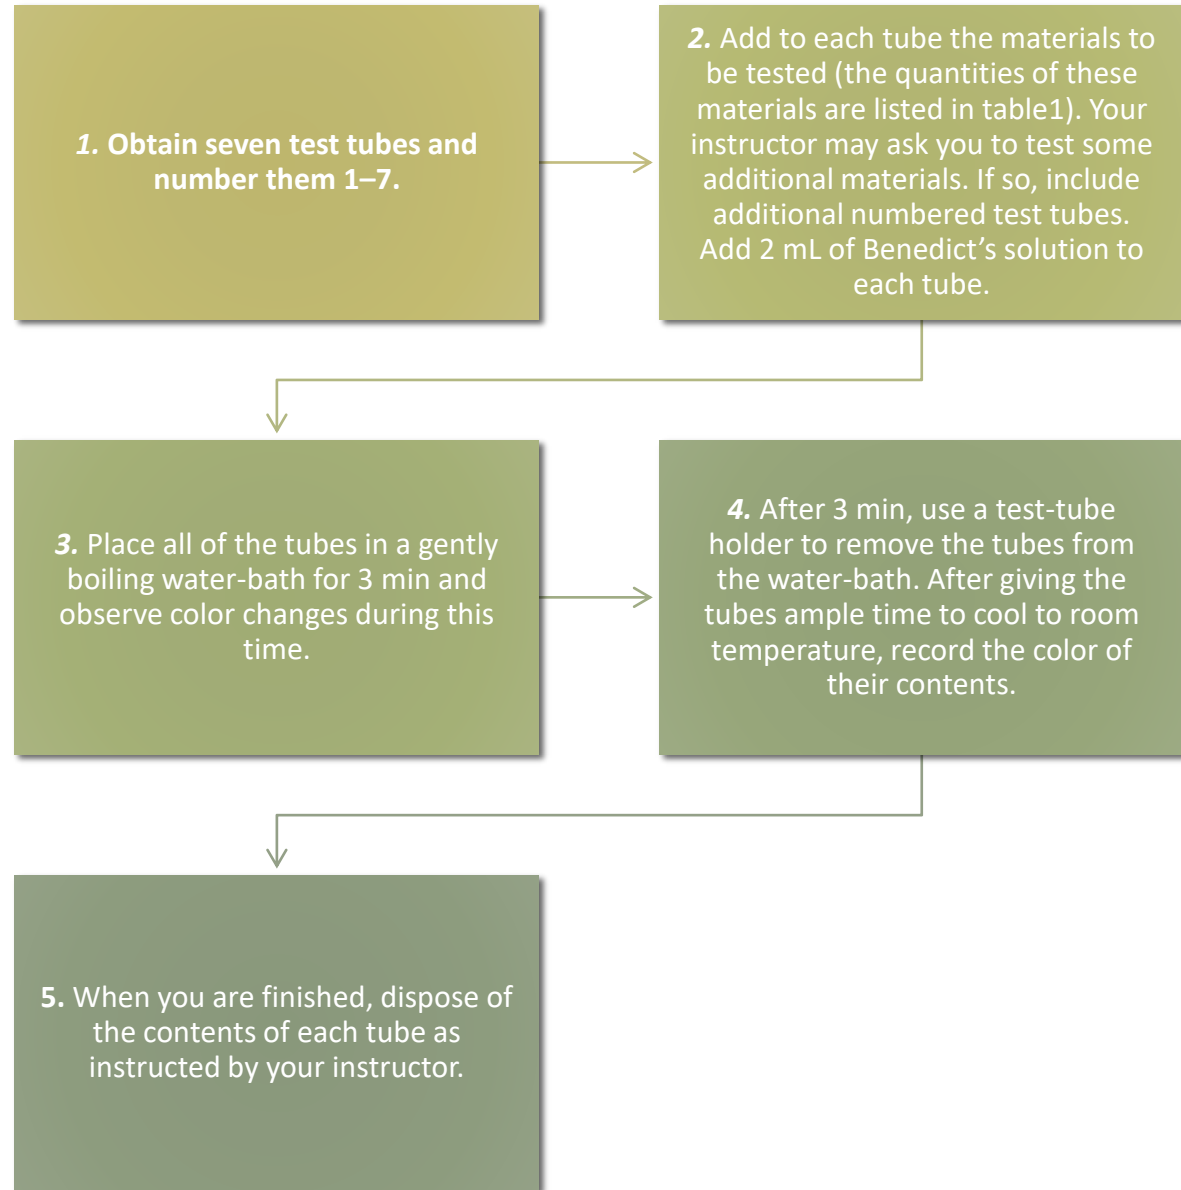 1. Obtain seven test tubes and
number them 1–7.
2. Add to each tube the materials to
be tested (the quantities of these
materials are listed in table1). Your
instructor may ask you to test some
additional materials. If so, include
additional numbered test tubes.
Add 2 mL of Benedict’s solution to
each tube.
3. Place all of the tubes in a gently
boiling water-bath for 3 min and
observe color changes during this
time.
4. After 3 min, use a test-tube
holder to remove the tubes from
the water-bath. After giving the
tubes ample time to cool to room
temperature, record the color of
their contents.
5. When you are finished, dispose of
the contents of each tube as
instructed by your instructor.